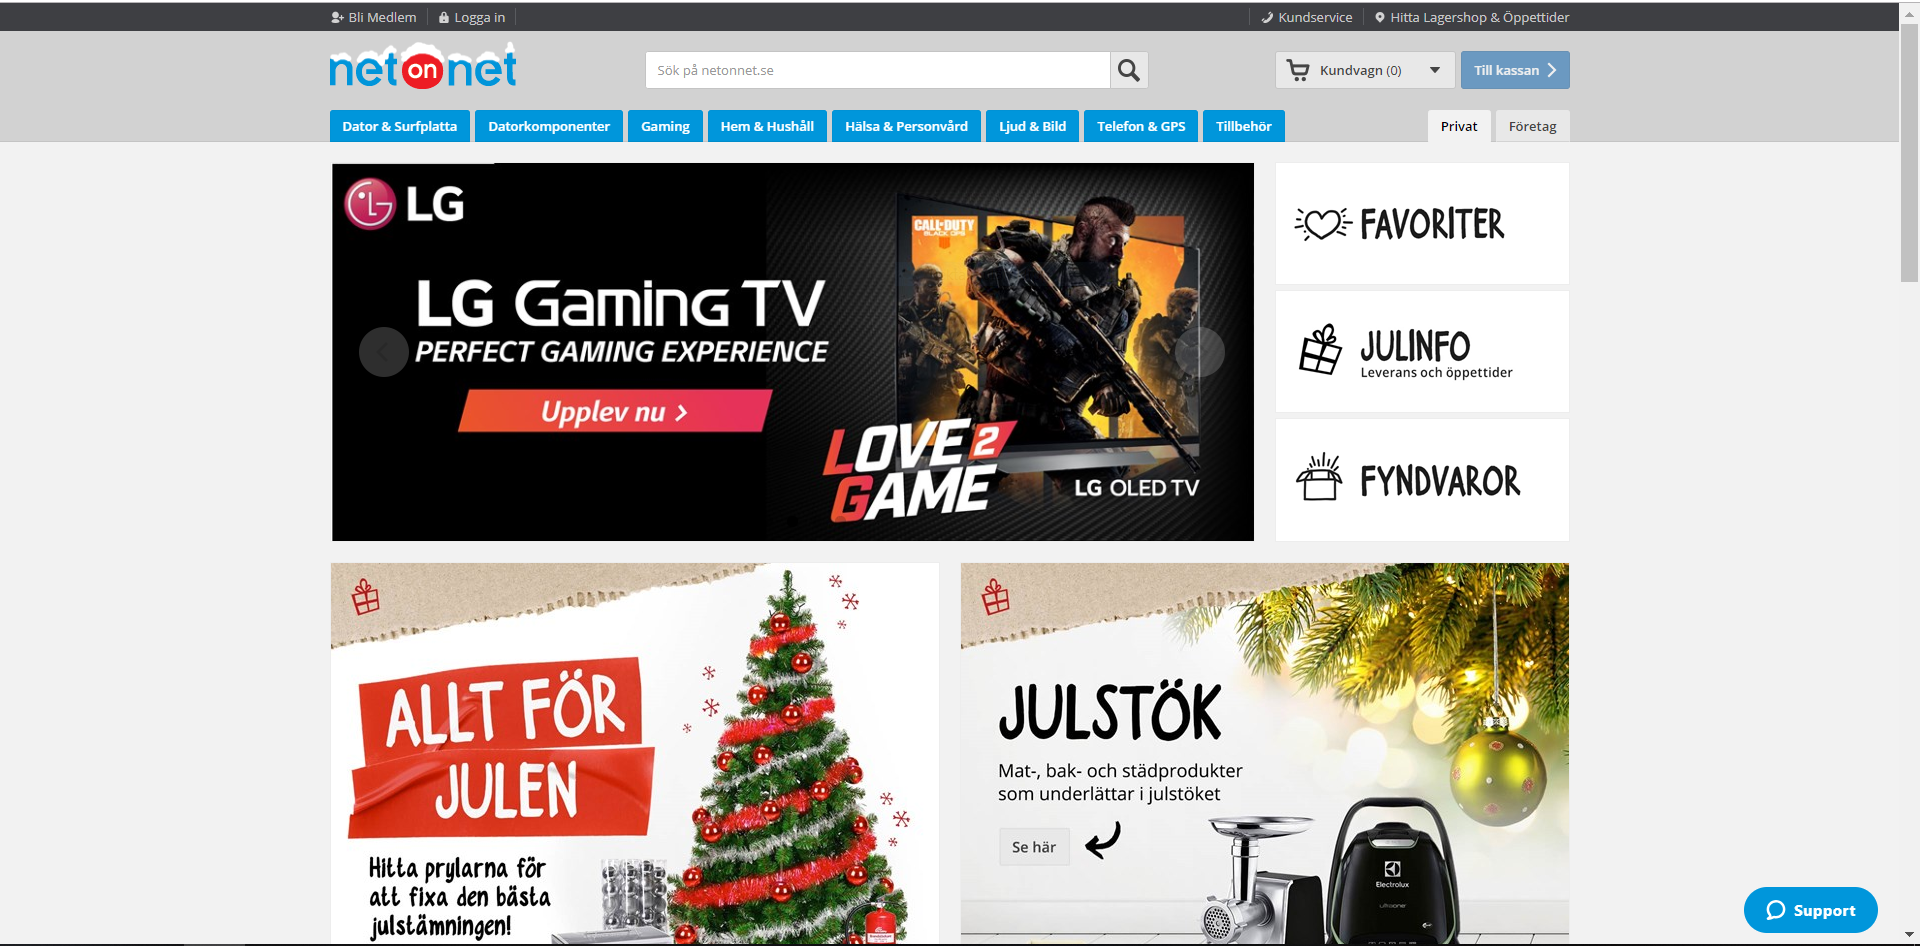 Bli Medlem
Logga in
Kundservice
Hitta Lagershop & Öppettider
net on net
Sök på netonnet.se
Kundvagn (0)
Till kassan
Dator & Surfplatta
Datorkomponenter
Gaming
Hem & Hushåll
Hälsa & Personvård
Ljud & Bild
Telefon & GPS
Tillbehör
Privat
Företag
LG
CALL OF DUTY
BLACK OPS
LG Gaming TV
PERFECT GAMING EXPERIENCE
Upplev nu
LOVE 2
GAME
LG OLED TV
FAVORITER
JULINFO
Leverans och öppettider
FYNDVAROR
ALLT FÖR
JULEN
Hitta prylarna för
att fixa den bästa
julstämningen!
JULSTÖK
Mat-, bak- och städprodukter
som underlättar i julstöket
Se här
Electrolux
Support